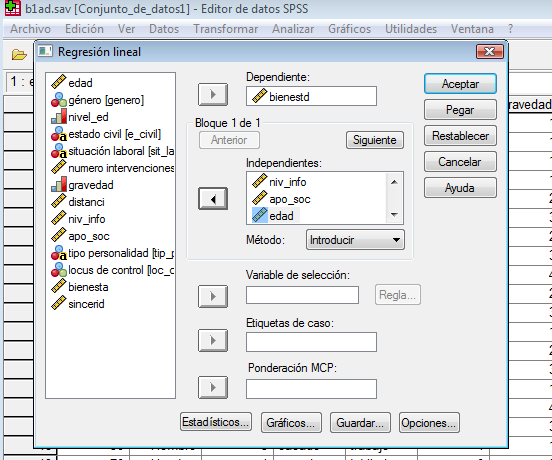 b1ad.sav [Conjunto_de_datos1] - Editor de datos SPSS
Archivo Edición Ver Datos Transformar Analizar Gráficos Utilidades Ventana ?
Regresión lineal
1 : e
edad
género [genero]
nivel_ed
estado civil [e_civil]
situación laboral [sit_la
numero intervenciones
gravedad
distanci
niv_info
apo_soc
tipo personalidad [tip_p
locus de control [loc_c
bienesta
sincerid
Dependiente:
bienestd
Bloque 1 de 1
Anterior
Siguiente
Independientes:
niv_info
apo_soc
edad
Método:
Introducir
Variable de selección:
Regla...
Etiquetas de caso:
Ponderación MCP:
Aceptar
Pegar
Restablecer
Cancelar
Ayuda
Estadísticos...
Gráficos...
Guardar...
Opciones...
ravedad